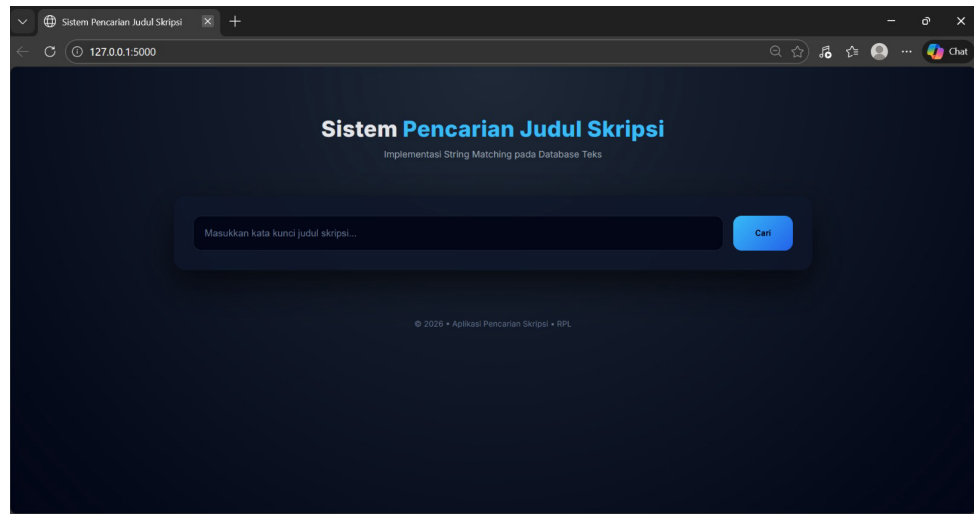 Sistem Pencarian Judul Skripsi
127.0.0.1:5000
Chat
Sistem Pencarian Judul Skripsi
Implementasi String Matching pada Database Teks
Masukkan kata kunci judul skripsi...
Cari
© 2026 • Aplikasi Pencarian Skripsi • RPL